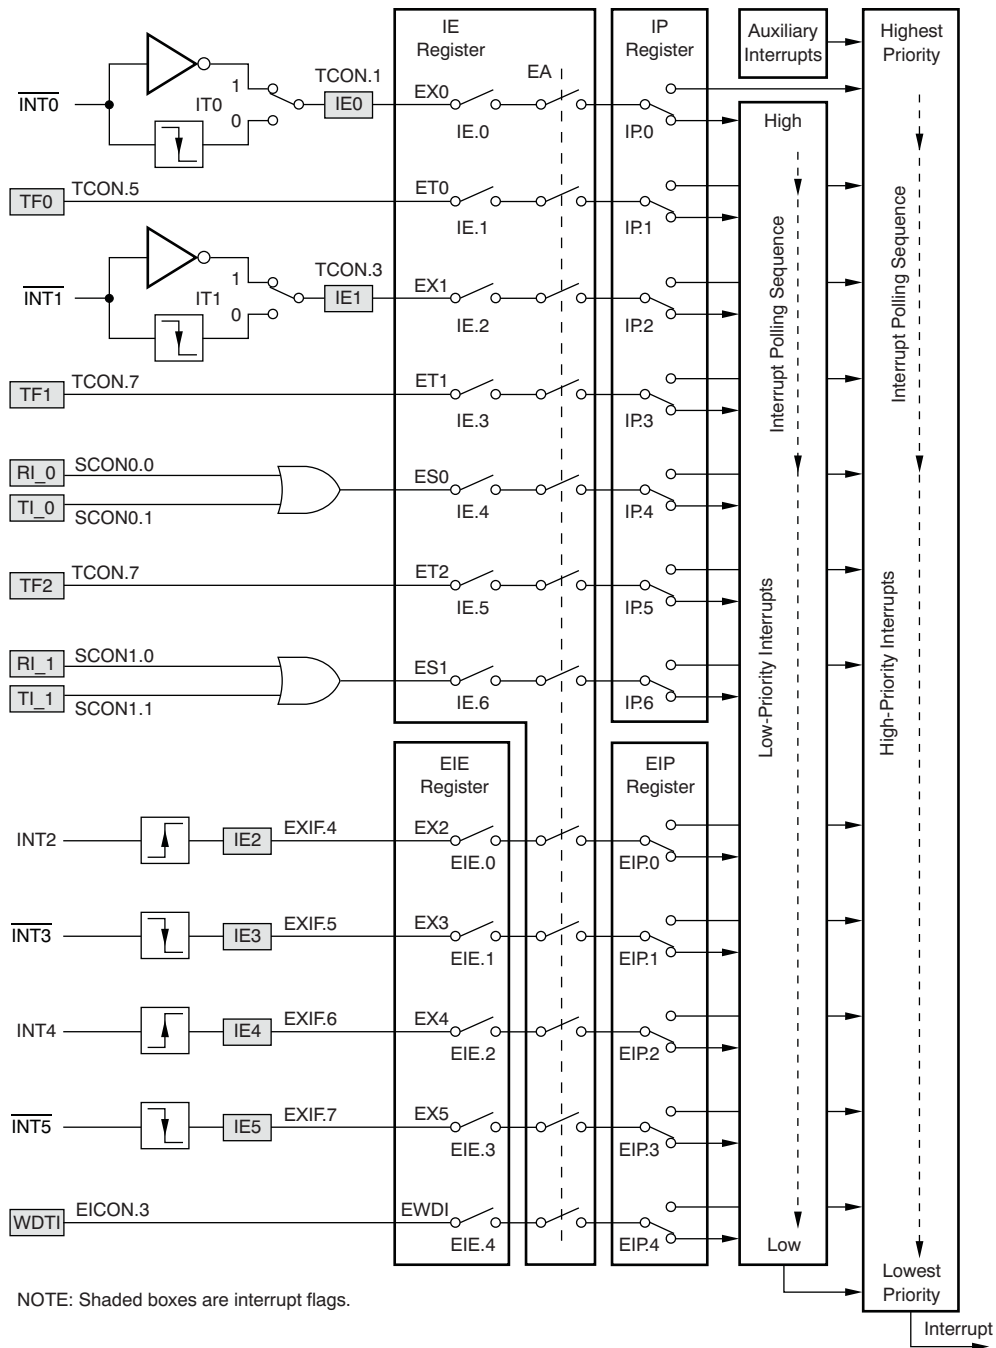 IE
Register
IP
Register
Auxiliary
Interrupts
Highest
Priority
INT0
1
IT0
0
TCON.1
IE0
EX0
IE.0
EA
IP.0
High
TF0
TCON.5
ET0
IE.1
IP.1
INT1
1
IT1
0
TCON.3
IE1
EX1
IE.2
IP.2
Interrupt Polling Sequence
Interrupt Polling Sequence
TF1
TCON.7
ET1
IE.3
IP.3
RI_0
SCON0.0
TI_0
SCON0.1
ES0
IE.4
IP.4
TF2
TCON.7
ET2
IE.5
IP.5
RI_1
SCON1.0
TI_1
SCON1.1
ES1
IE.6
IP.6
Low-Priority Interrupts
High-Priority Interrupts
EIE
Register
EIP
Register
INT2
IE2
EXIF.4
EX2
EIE.0
EIP.0
INT3
IE3
EXIF.5
EX3
EIE.1
EIP.1
INT4
IE4
EXIF.6
EX4
EIE.2
EIP.2
INT5
IE5
EXIF.7
EX5
EIE.3
EIP.3
WDTI
EICON.3
EWDI
EIE.4
EIP.4
Low
Lowest
Priority
NOTE: Shaded boxes are interrupt flags.
Interrupt